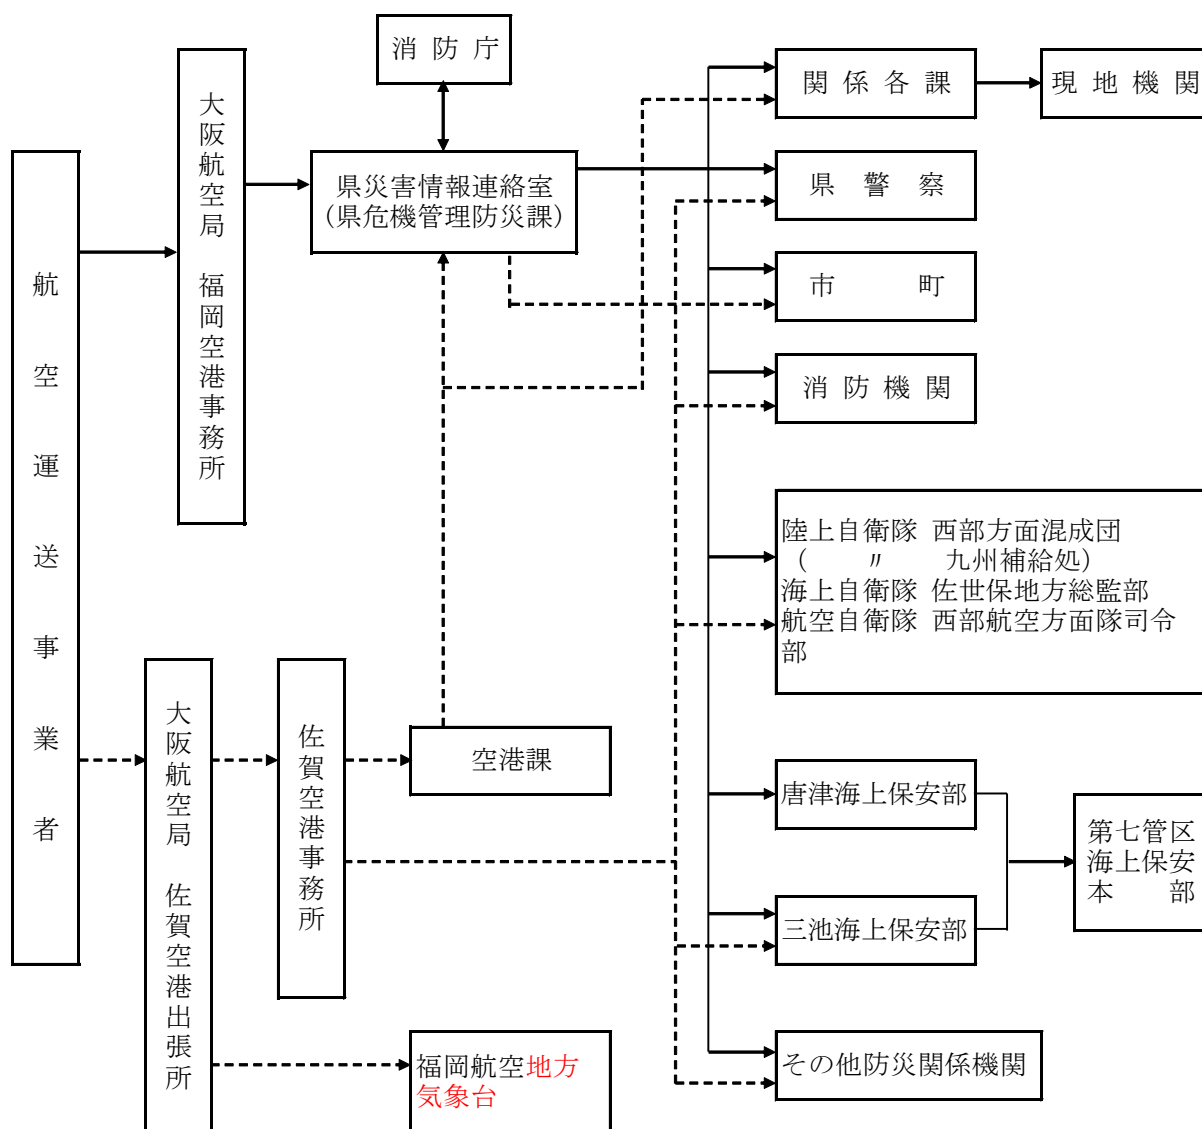 消防庁
関係各課
現地機関
大阪航空局　福岡空港事務所
県災害情報連絡室
(県危機管理防災課)
県警察
航空運送事業者
市町
消防機関
陸上自衛隊 西部方面混成団
(　〃　九州補給処)
海上自衛隊 佐世保地方総監部
航空自衛隊 西部航空方面隊司令
部
大阪航空局　佐賀空港出張所
佐賀空港事務所
空港課
唐津海上保安部
第七管区
海上保安
本部
三池海上保安部
福岡航空地方
気象台
その他防災関係機関